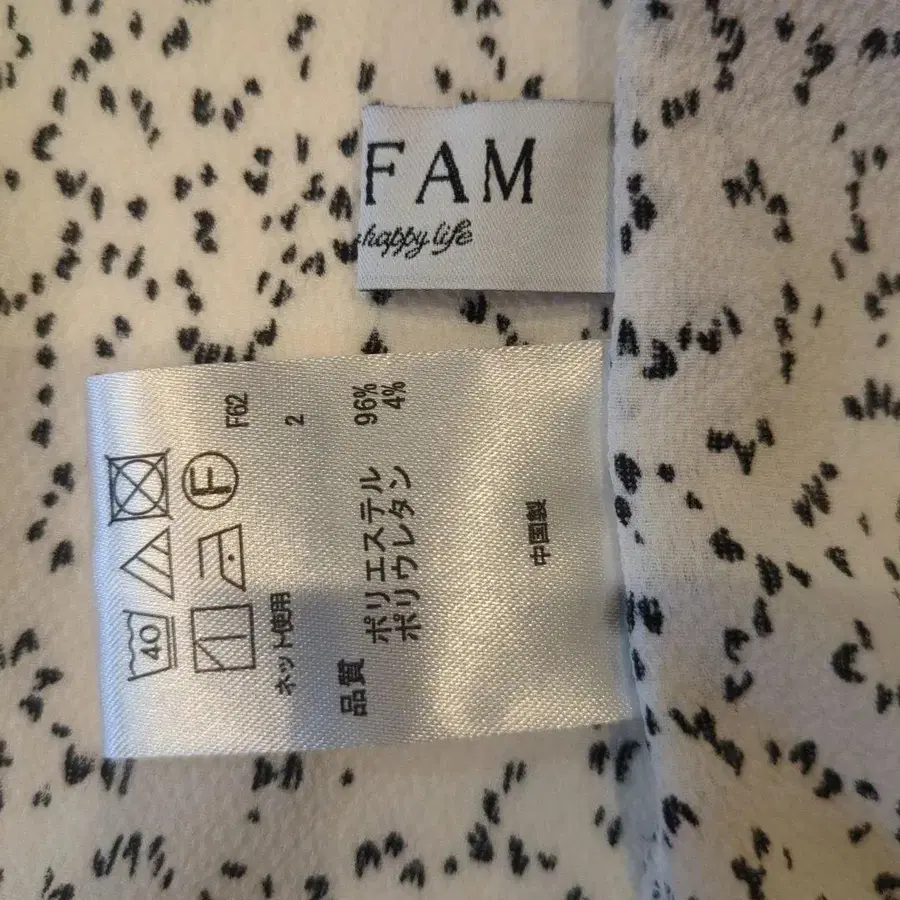 FAM
happy life
40
F
ネット使用
F62
2
品質
ポリエステル 96%
ポリウレタン 4%
中国製